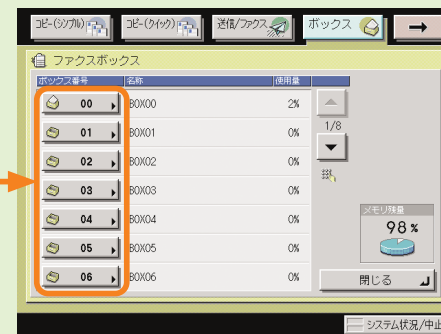 コピー(シンプル) コピー(クイック) 送信/ファクス ボックス
ファクスボックス
ボックス番号 名称 使用量
00 BOX00 2%
01 BOX01 0%
02 BOX02 0%
03 BOX03 0%
04 BOX04 0%
05 BOX05 0%
06 BOX06 0%
1/8
メモリ残量
98%
閉じる
システム状況/中止